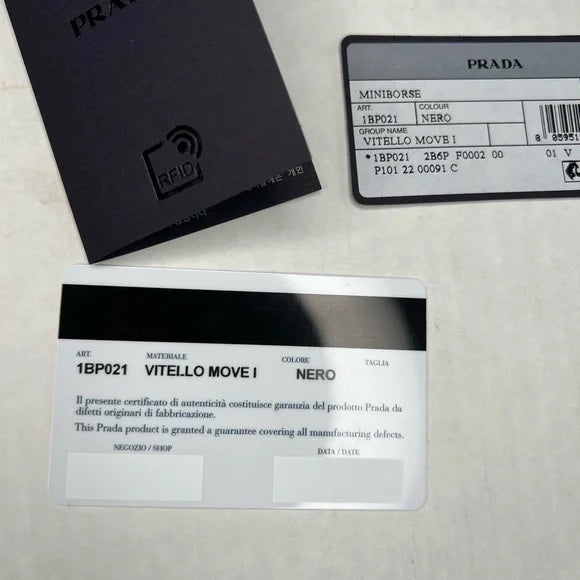 PRADA
RFID
PRADA
MINIBORSE
ART. COLOUR
1BP021 NERO
GROUP NAME
VITELLO MOVE I
*1BP021 2B6P F0002 00 01 V
P101 22 00091 C
8 05951
ART. MATERIALE COLORE TAGLIA
1BP021 VITELLO MOVE I NERO
Il presente certificato di autenticità costituisce garanzia del prodotto Prada da
difetti originari di fabbricazione.
This Prada product is granted a guarantee covering all manufacturing defects.
NEGOZIO / SHOP DATA / DATE